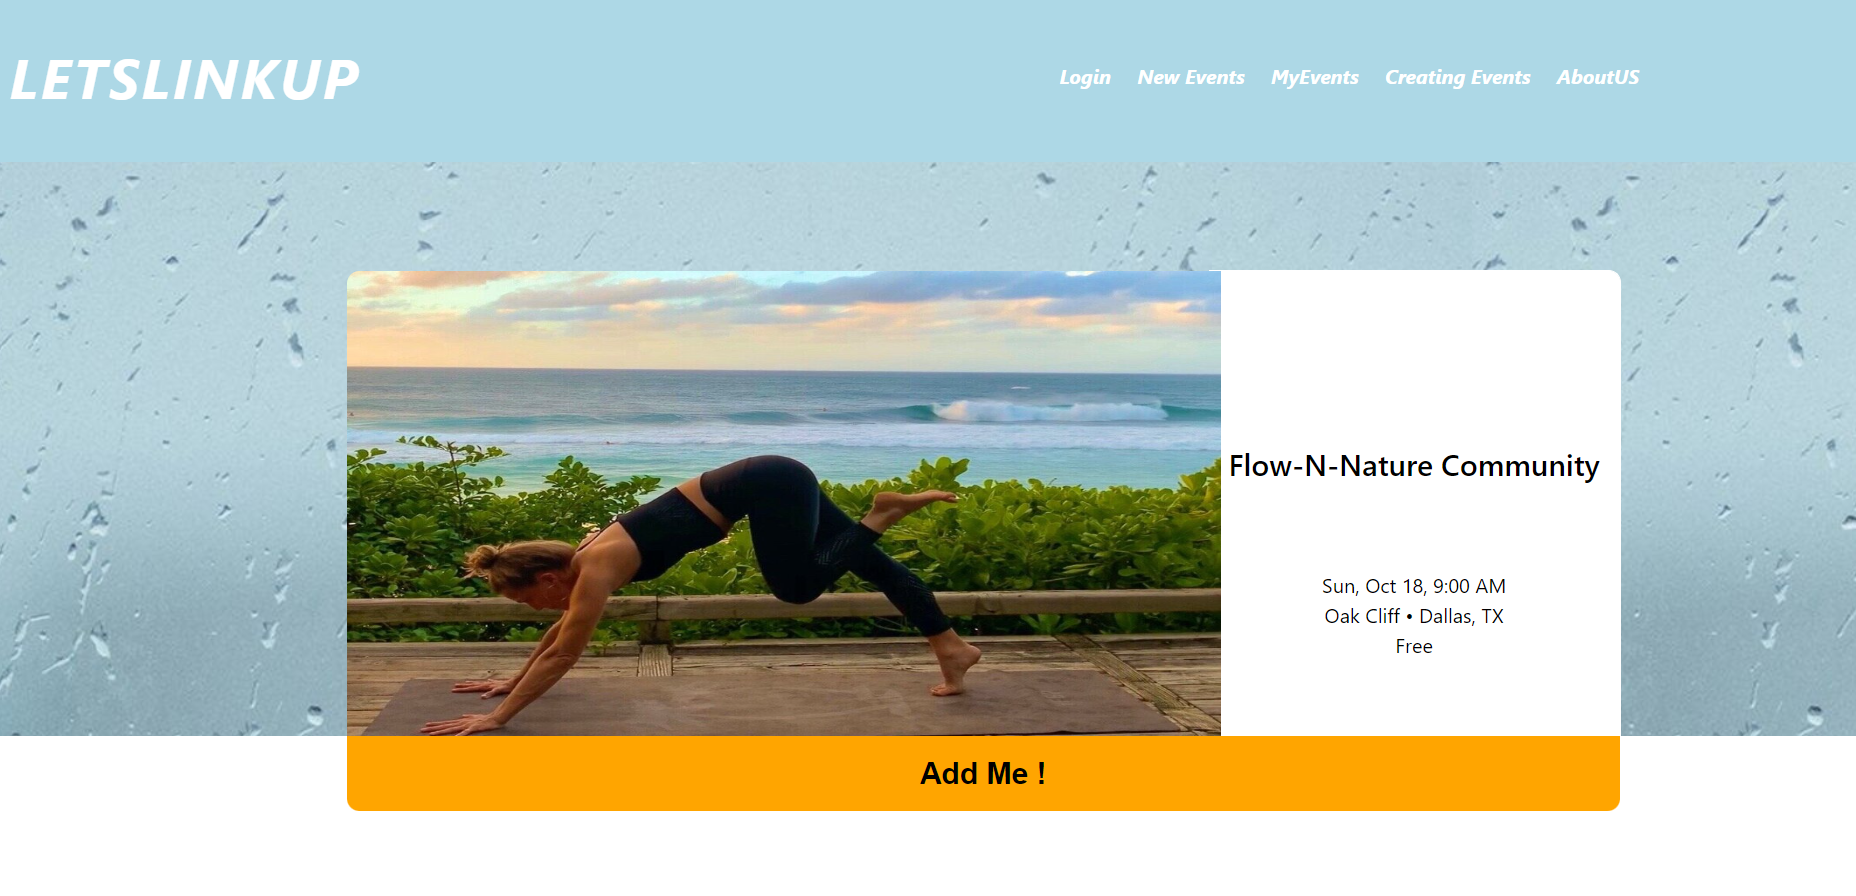 LETSLINKUP
Login New Events MyEvents Creating Events AboutUS
Flow-N-Nature Community
Sun, Oct 18, 9:00 AM
Oak Cliff • Dallas, TX
Free
Add Me !